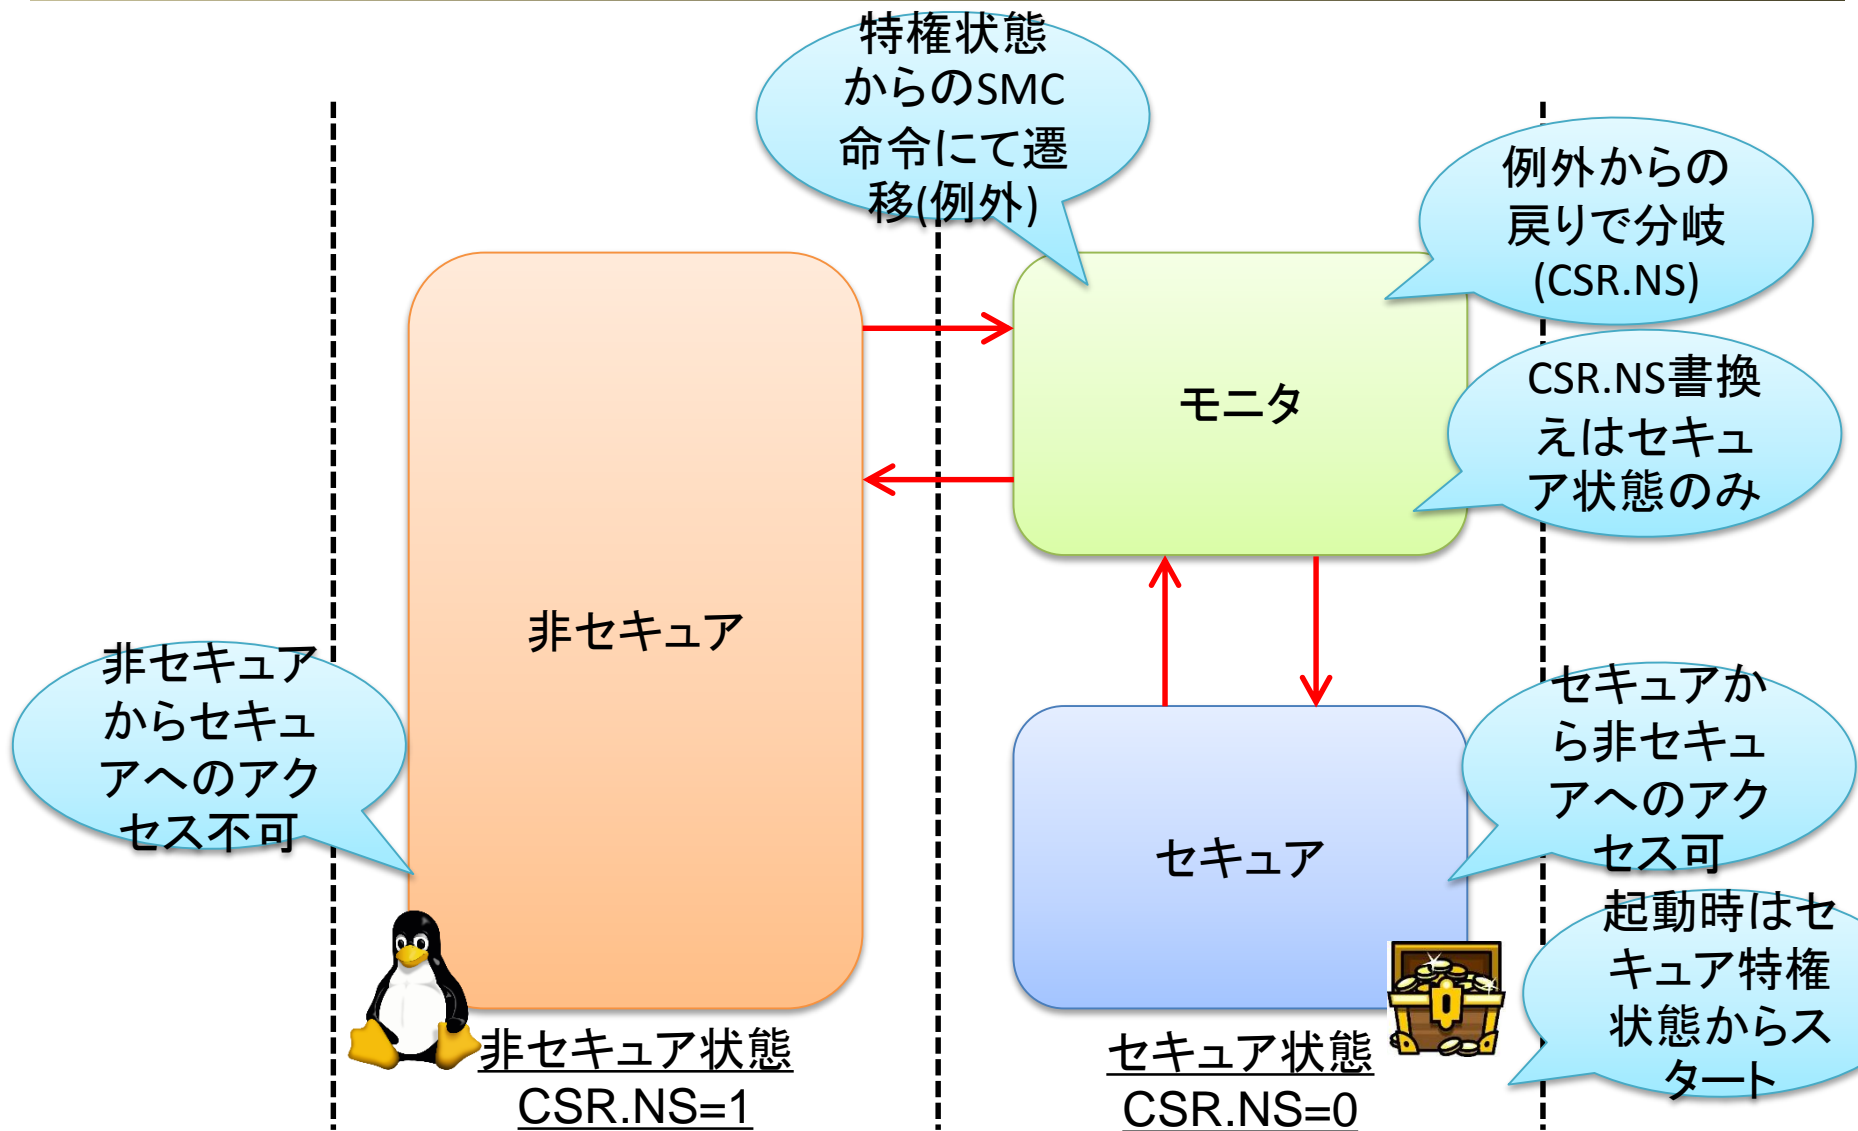 特権状態
からのSMC
命令にて遷
移(例外)
例外からの
戻りで分岐
(CSR.NS)
モニタ
CSR.NS書換
えはセキュ
ア状態のみ
非セキュア
非セキュア
からセキュ
アへのアク
セス不可
セキュアか
ら非セキュ
アへのアク
セス可
セキュア
起動時はセ
キュア特権
状態からス
タート
非セキュア状態
CSR.NS=1
セキュア状態
CSR.NS=0